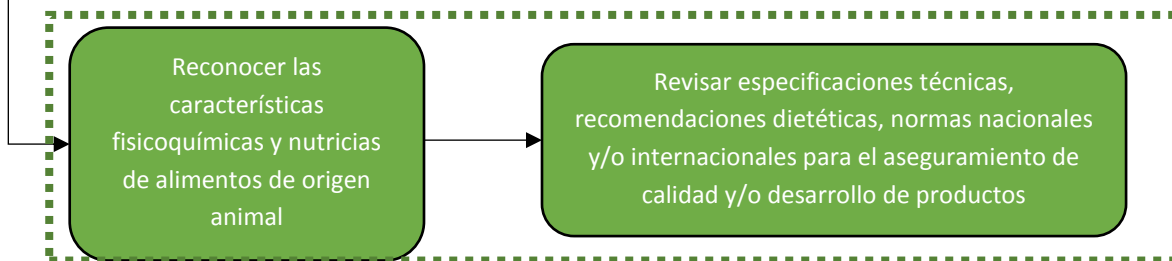 Reconocer las
características
fisicoquímicas y nutricias
de alimentos de origen
animal
Revisar especificaciones técnicas,
recomendaciones dietéticas, normas nacionales
y/o internacionales para el aseguramiento de
calidad y/o desarrollo de productos